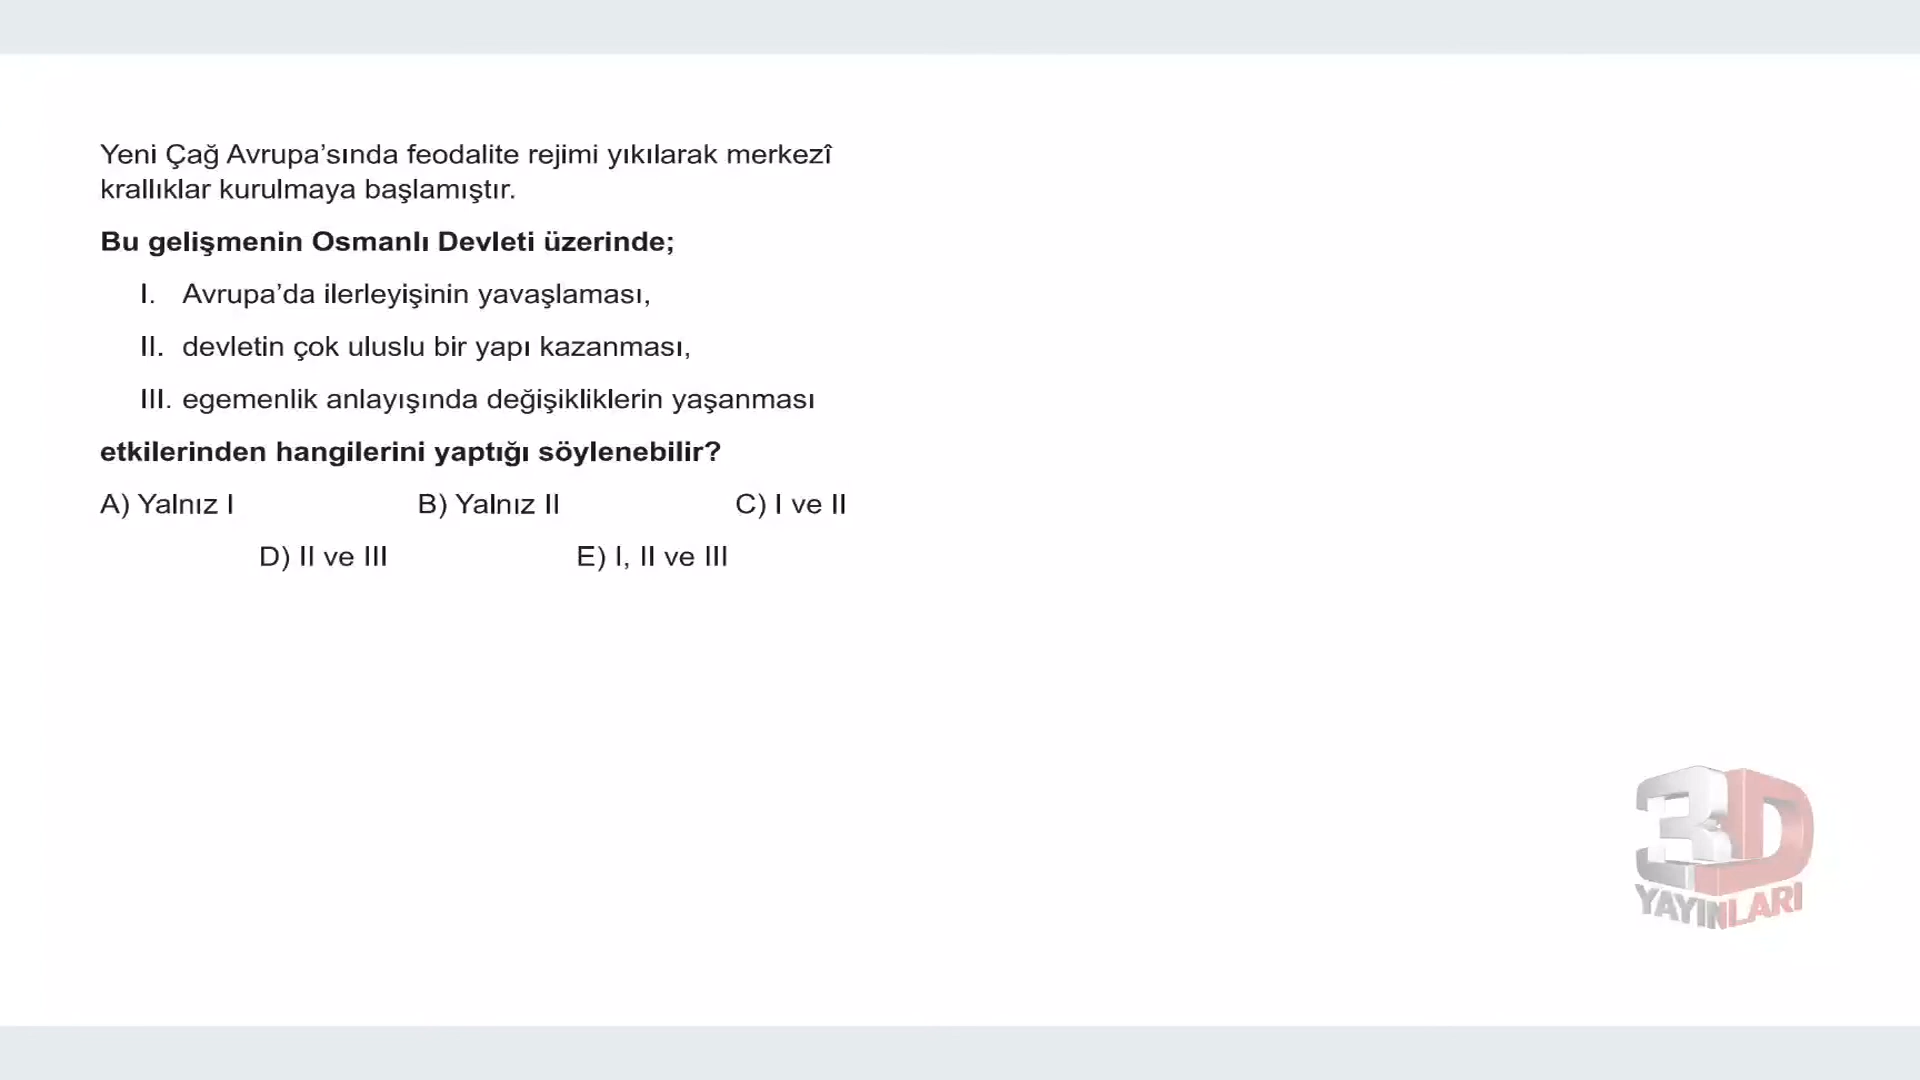 Yeni Çağ Avrupa’sında feodalite rejimi yıkılarak merkezî
krallıklar kurulmaya başlamıştır.
Bu gelişmenin Osmanlı Devleti üzerinde;
I. Avrupa’da ilerleyişinin yavaşlaması,
II. devletin çok uluslu bir yapı kazanması,
III. egemenlik anlayışında değişikliklerin yaşanması
etkilerinden hangilerini yaptığı söylenebilir?
A) Yalnız I B) Yalnız II C) I ve II
D) II ve III E) I, II ve III
3D
YAYINLARI